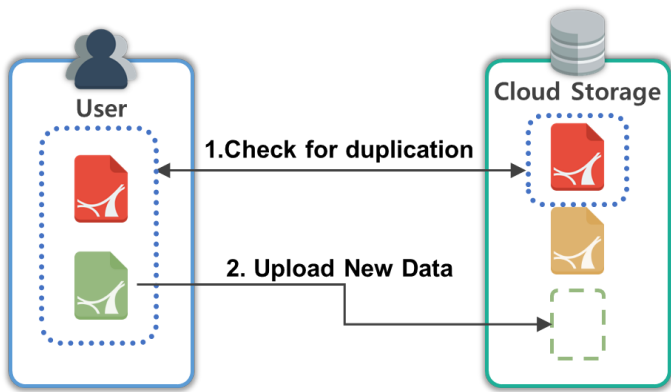 User
Cloud Storage
1.Check for duplication
2. Upload New Data